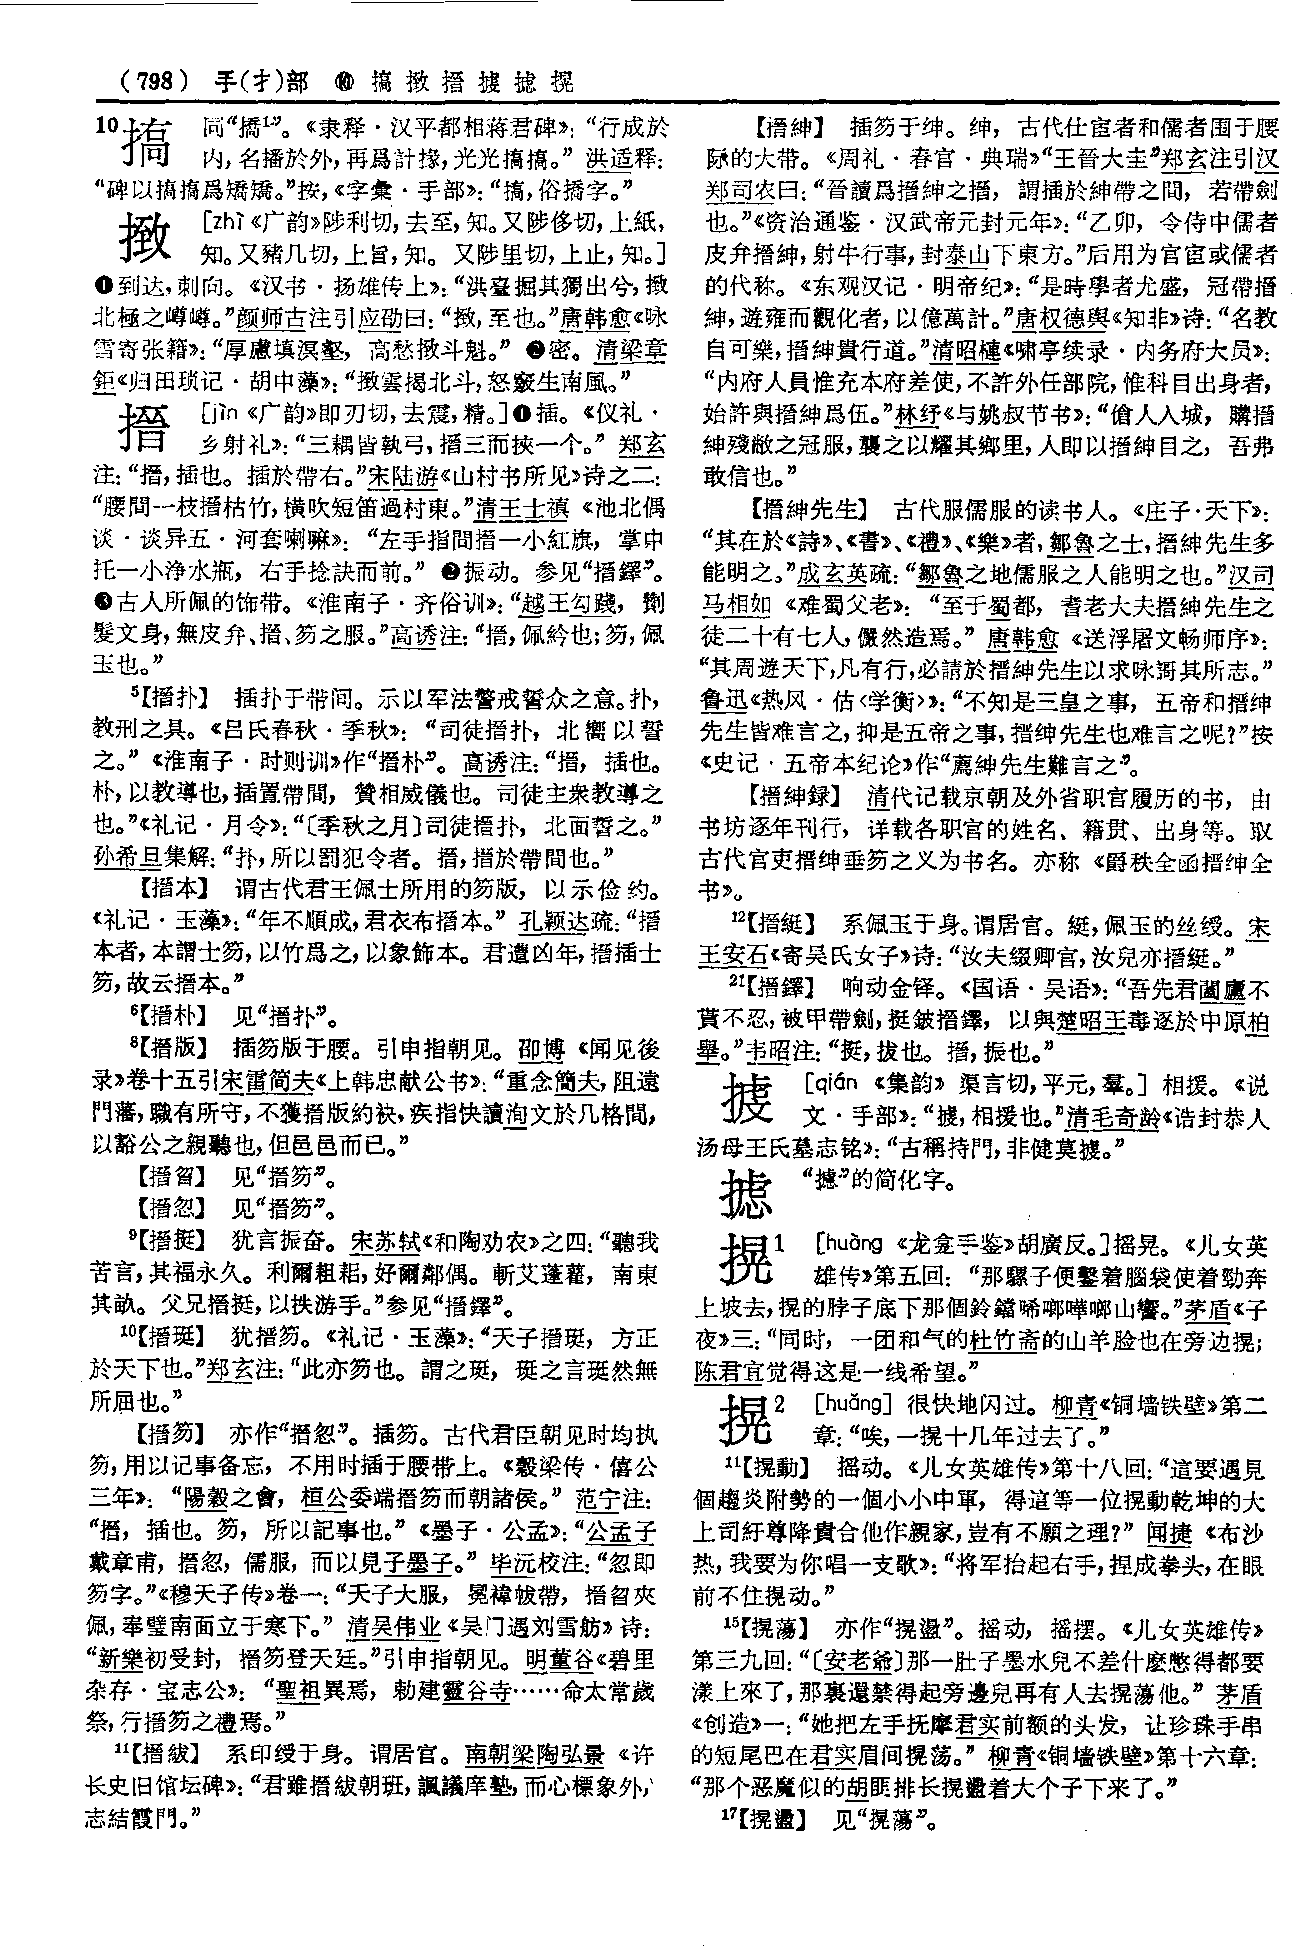 (798) 手(扌)部 ⑩ 搞撴搢㨜摅㨪
10搞 同“撟1”。《隶释·汉平都相蒋君碑》：“行成於
内，名播於外，再爲計掾，光光搞搞。”洪适释：
“碑以搞搞爲矯矯。”按，《字彙·手部》：“搞，俗撟字。”
[zhì《广韵》陟利切，去至，知。又陟侈切，上紙，
知。又豬几切，上旨，知。又陟里切，上止，知。]
❶到达，刺向。《汉书·扬雄传上》：“洪臺掘其獨出兮，㨖
北極之嶟嶟。”颜师古注引应劭曰：“㨖，至也。”唐韩愈《咏
雪寄张籍》：“厚慮填溟壑，高愁㨖斗魁。”❷密。清梁章
鉅《归田琐记·胡中藻》：“㨖雲揭北斗，怒竅生南風。”
搢 [jìn《广韵》即刃切，去震，精。]❶插。《仪礼·
乡射礼》：“三耦皆執弓，搢三而挾一个。”郑玄
注：“搢，插也。插於帶右。”宋陆游《山村书所见》诗之二：
“腰間一枝搢枯竹，横吹短笛過村東。”清王士禛《池北偶
谈·谈异五·河套喇嘛》：“左手指間搢一小紅旗，掌中
托一小浄水瓶，右手捻訣而前。”❷振动。参见“搢鐸”。
❸古人所佩的饰带。《淮南子·齐俗训》：“越王勾踐，劗
髮文身，無皮弁、搢、笏之服。”高诱注：“搢，佩紟也；笏，佩
玉也。”
5【搢扑】 插扑于带间。示以军法警戒誓众之意。扑，
教刑之具。《吕氏春秋·季秋》：“司徒搢扑，北嚮以誓
之。”《淮南子·时则训》作“搢朴”。高诱注：“搢，插也。
朴，以教導也，插置帶間，贊相威儀也。司徒主衆教導之
也。”《礼记·月令》：“〔季秋之月〕司徒搢扑，北面誓之。”
孙希旦集解：“扑，所以罰犯令者。搢，搢於帶間也。”
【搢本】 谓古代君王佩士所用的笏版，以示俭约。
《礼记·玉藻》：“年不順成，君衣布搢本。”孔颖达疏：“搢
本者，本謂士笏，以竹爲之，以象飾本。君遭凶年，搢插士
笏，故云搢本。”
6【搢朴】 见“搢扑”。
8【搢版】 插笏版于腰。引申指朝见。邵博《闻见後
录》卷十五引宋雷简夫《上韩忠献公书》：“重念簡夫，阻遠
門藩，職有所守，不獲搢版約袂，疾指快讀洵文於几格間，
以豁公之親聽也，但邑邑而已。”
【搢曶】 见“搢笏”。
【搢忽】 见“搢笏”。
9【搢挺】 犹言振奋。宋苏轼《和陶劝农》之四：“聽我
苦言，其福永久。利爾耝耜，好爾鄰偶。斬艾蓬藋，南東
其畝。父兄搢挺，以抶游手。”参见“搢鐸”。
10【搢珽】 犹搢笏。《礼记·玉藻》：“天子搢珽，方正
於天下也。”郑玄注：“此亦笏也。謂之珽，珽之言珽然無
所屈也。”
【搢笏】 亦作“搢忽”。插笏。古代君臣朝见时均执
笏，用以记事备忘，不用时插于腰带上。《穀梁传·僖公
三年》：“陽穀之會，桓公委端搢笏而朝諸侯。”范宁注：
“搢，插也。笏，所以記事也。”《墨子·公孟》：“公孟子
戴章甫，搢忽，儒服，而以見子墨子。”毕沅校注：“忽即
笏字。”《穆天子传》卷一：“天子大服，冕褘帗帶，搢曶夾
佩，奉璧南面立于寒下。”清吴伟业《吴门遇刘雪舫》诗：
“新樂初受封，搢笏登天廷。”引申指朝见。明董谷《碧里
杂存·宝志公》：“聖祖異焉，勅建靈谷寺……命太常歲
祭，行搢笏之禮焉。”
11【搢紱】 系印绶于身。谓居官。南朝梁陶弘景《许
长史旧馆坛碑》：“君雖搢紱朝班，諷議庠塾，而心標象外，
志結霞門。”
【搢紳】 插笏于绅。绅，古代仕宦者和儒者围于腰
际的大带。《周礼·春官·典瑞》“王晉大圭”郑玄注引汉
郑司农曰：“晉讀爲搢紳之搢，謂插於紳帶之間，若帶劍
也。”《资治通鉴·汉武帝元封元年》：“乙卯，令侍中儒者
皮弁搢紳，射牛行事，封泰山下東方。”后用为官宦或儒者
的代称。《东观汉记·明帝纪》：“是時學者尤盛，冠帶搢
紳，遊雍而觀化者，以億萬計。”唐权德舆《知非》诗：“名教
自可樂，搢紳貴行道。”清昭槤《啸亭续录·内务府大员》：
“内府人員惟充本府差使，不許外任部院，惟科目出身者，
始許與搢紳爲伍。”林纾《与姚叔节书》：“傖人入城，購搢
紳殘敝之冠服，襲之以耀其鄉里，人即以搢紳目之，吾弗
敢信也。”
【搢紳先生】 古代服儒服的读书人。《庄子·天下》：
“其在於《詩》、《書》、《禮》、《樂》者，鄒魯之士，搢紳先生多
能明之。”成玄英疏：“鄒魯之地儒服之人能明之也。”汉司
马相如《难蜀父老》：“至于蜀都，耆老大夫搢紳先生之
徒二十有七人，儼然造焉。”唐韩愈《送浮屠文畅师序》：
“其周遊天下，凡有行，必請於搢紳先生以求咏謌其所志。”
鲁迅《热风·估〈学衡〉》：“不知是三皇之事，五帝和搢绅
先生皆难言之，抑是五帝之事，搢绅先生也难言之呢？”按
《史记·五帝本纪论》作“薦紳先生難言之”。
【搢紳録】 清代记载京朝及外省职官履历的书，由
书坊逐年刊行，详载各职官的姓名、籍贯、出身等。取
古代官吏搢绅垂笏之义为书名。亦称《爵秩全函搢绅全
书》。
12【搢綎】 系佩玉于身。谓居官。綎，佩玉的丝绶。宋
王安石《寄吴氏女子》诗：“汝夫綴卿官，汝兒亦搢綎。”
21【搢鐸】 响动金铎。《国语·吴语》：“吾先君闔廬不
貰不忍，被甲帶劍，挺鈹搢鐸，以與楚昭王毒逐於中原柏
舉。”韦昭注：“挺，拔也。搢，振也。”
㨜 [qián《集韵》渠言切，平元，羣。]相援。《说
文·手部》：“㨜，相援也。”清毛奇龄《诰封恭人
汤母王氏墓志铭》：“古稱持門，非健莫㨜。”
摅 “攄”的简化字。
㨪1 [huàng《龙龛手鉴》胡廣反。]摇晃。《儿女英
雄传》第五回：“那騾子便鑿着腦袋使着勁奔
上坡去，㨪的脖子底下那個鈴鐺唏啷嘩啷山響。”茅盾《子
夜》三：“同时，一团和气的杜竹斋的山羊脸也在旁边㨪；
陈君宜觉得这是一线希望。”
㨪2 [huǎng]很快地闪过。柳青《铜墙铁壁》第二
章：“唉，一㨪十几年过去了。”
11【㨪動】 摇动。《儿女英雄传》第十八回：“這要遇見
個趨炎附勢的一個小小中軍，得這等一位㨪動乾坤的大
上司紆尊降貴合他作親家，豈有不願之理？”闻捷《布沙
热，我要为你唱一支歌》：“将军抬起右手，捏成拳头，在眼
前不住㨪动。”
15【㨪蕩】 亦作“㨪盪”。摇动，摇摆。《儿女英雄传》
第三九回：“〔安老爺〕那一肚子墨水兒不差什麽憋得都要
漾上來了，那裏還禁得起旁邊兒再有人去㨪蕩他。”茅盾
《创造》一：“她把左手抚摩君实前额的头发，让珍珠手串
的短尾巴在君实眉间㨪荡。”柳青《铜墙铁壁》第十六章：
“那个恶魔似的胡匪排长㨪盪着大个子下来了。”
17【㨪盪】 见“㨪蕩”。